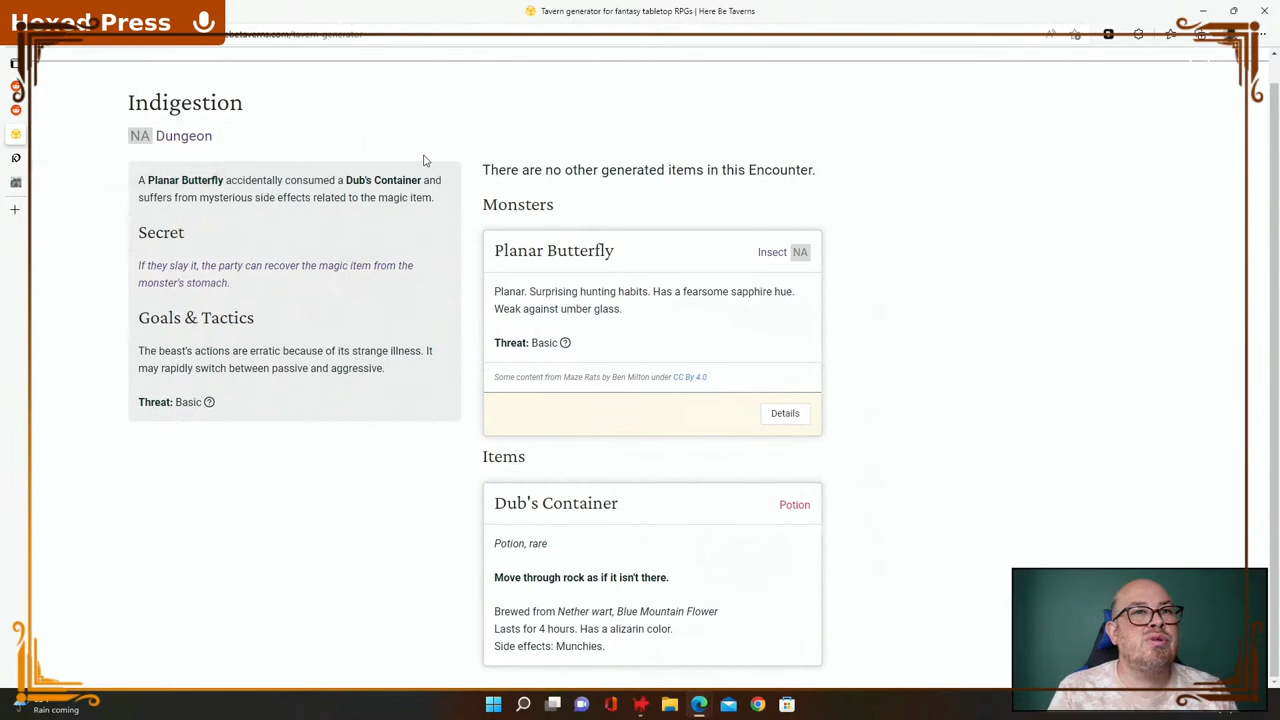 Hexed Press
Tavern generator for fantasy tabletop RPGs | Here Be Taverns
betaverns.com/tavern-generator
Indigestion
NA Dungeon
A Planar Butterfly accidentally consumed a Dub's Container and
suffers from mysterious side effects related to the magic item.
Secret
If they slay it, the party can recover the magic item from the
monster's stomach.
Goals & Tactics
The beast's actions are erratic because of its strange illness. It
may rapidly switch between passive and aggressive.
Threat: Basic
There are no other generated items in this Encounter.
Monsters
Planar Butterfly
Insect NA
Planar. Surprising hunting habits. Has a fearsome sapphire hue.
Weak against umber glass.
Threat: Basic
Some content from Maze Rats by Ben Milton under CC By 4.0
Details
Items
Dub's Container
Potion
Potion, rare
Move through rock as if it isn't there.
Brewed from Nether wart, Blue Mountain Flower
Lasts for 4 hours. Has a alizarin color.
Side effects: Munchies.
Rain coming